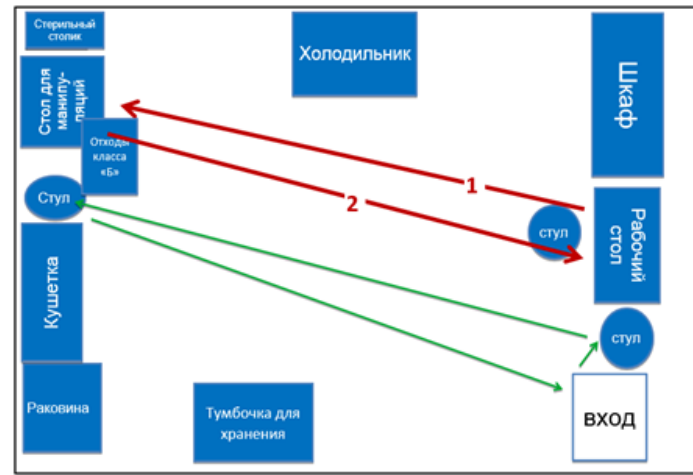 Стерильный
столик
Стол для
манипу-
ляций
Отходы
класса
«Б»
Стул
Кушетка
Раковина
Холодильник
Тумбочка для
хранения
1
2
Шкаф
стул
Рабочий
стол
стул
вход